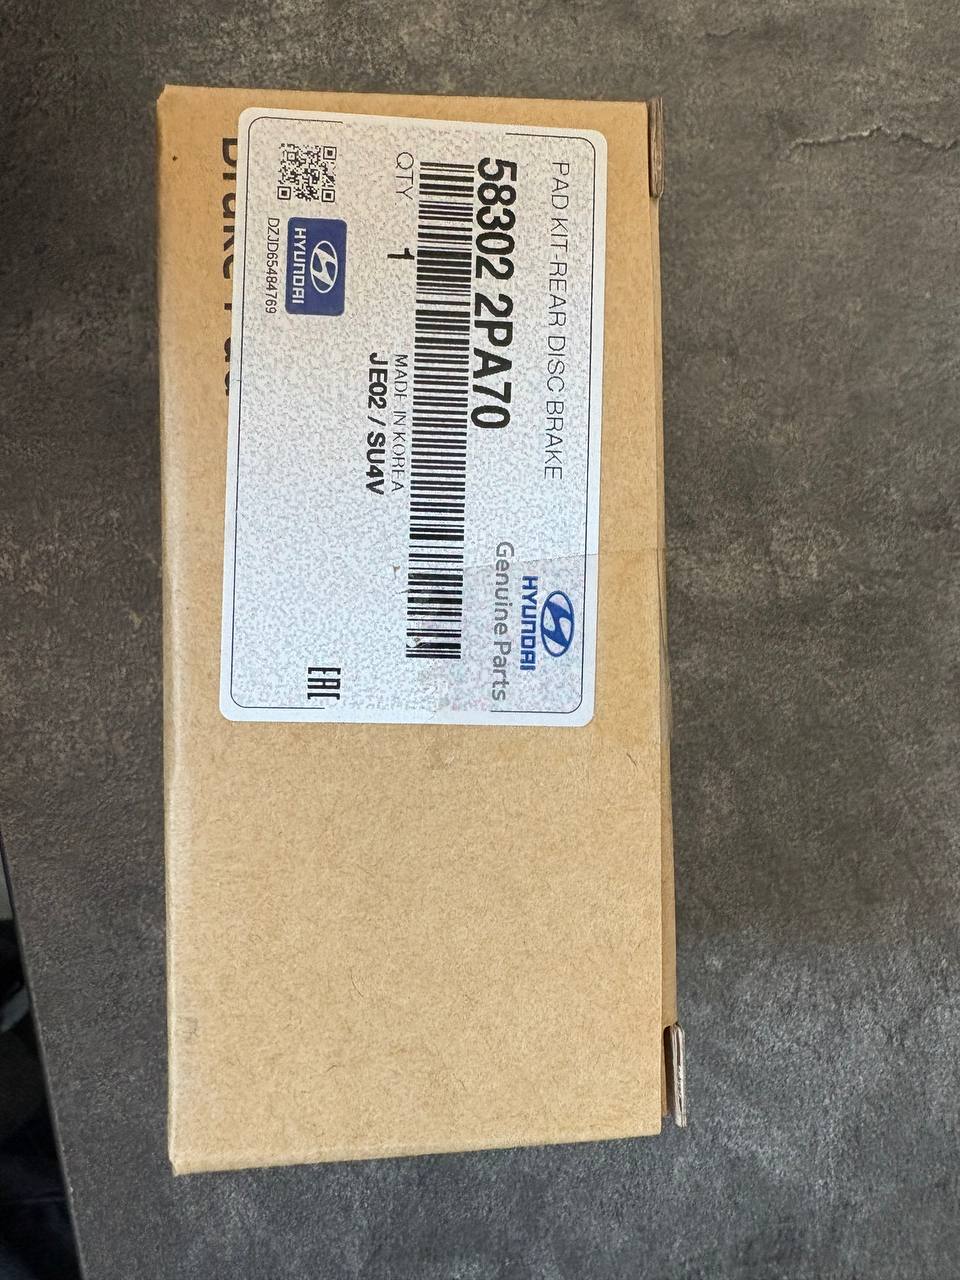 PAD KIT-REAR DISC BRAKE
HYUNDAI
Genuine Parts
58302 2PA70
QTY 1
MADE IN KOREA
JE02 / SU4V
HYUNDAI
DZJD65484769
EAC